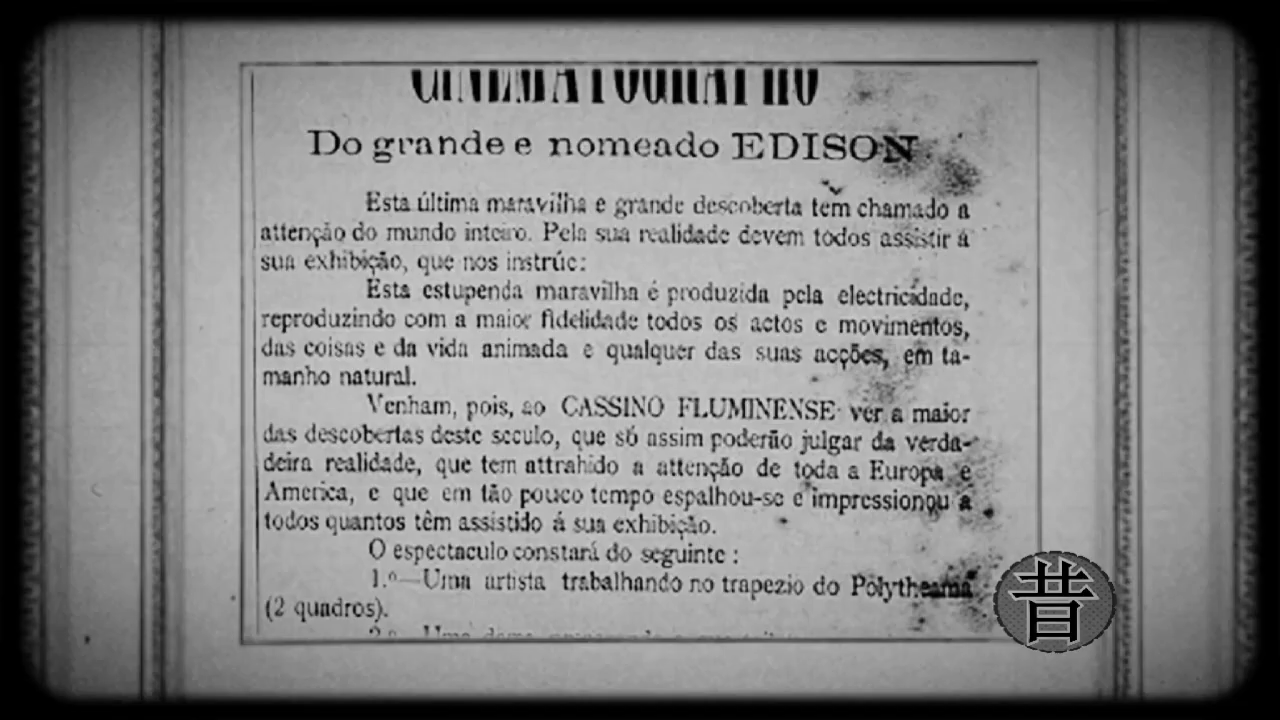 CINEMATOGRAPHO
Do grande e nomeado EDISON
Esta última maravilha e grande descoberta tem chamado a
attenção do mundo inteiro. Pela sua realidade devem todos assistir á
sua exhibição, que nos instrúe:
Esta estupenda maravilha é produzida pela electricidade,
reproduzindo com a maior fidelidade todos os actos e movimentos,
das coisas e da vida animada e qualquer das suas acções, em ta-
manho natural.
Venham, pois, ao CASSINO FLUMINENSE ver a maior
das descobertas deste seculo, que só assim poderão julgar da verda-
deira realidade, que tem attrahido a attenção de toda a Europa e
America, e que em tão pouco tempo espalhou-se e impressionou a
todos quantos têm assistido á sua exhibição.
O espectaculo constará do seguinte :
1.º—Uma artista trabalhando no trapezio do Polytheama
(2 quadros).
2.º Uma dama
昔